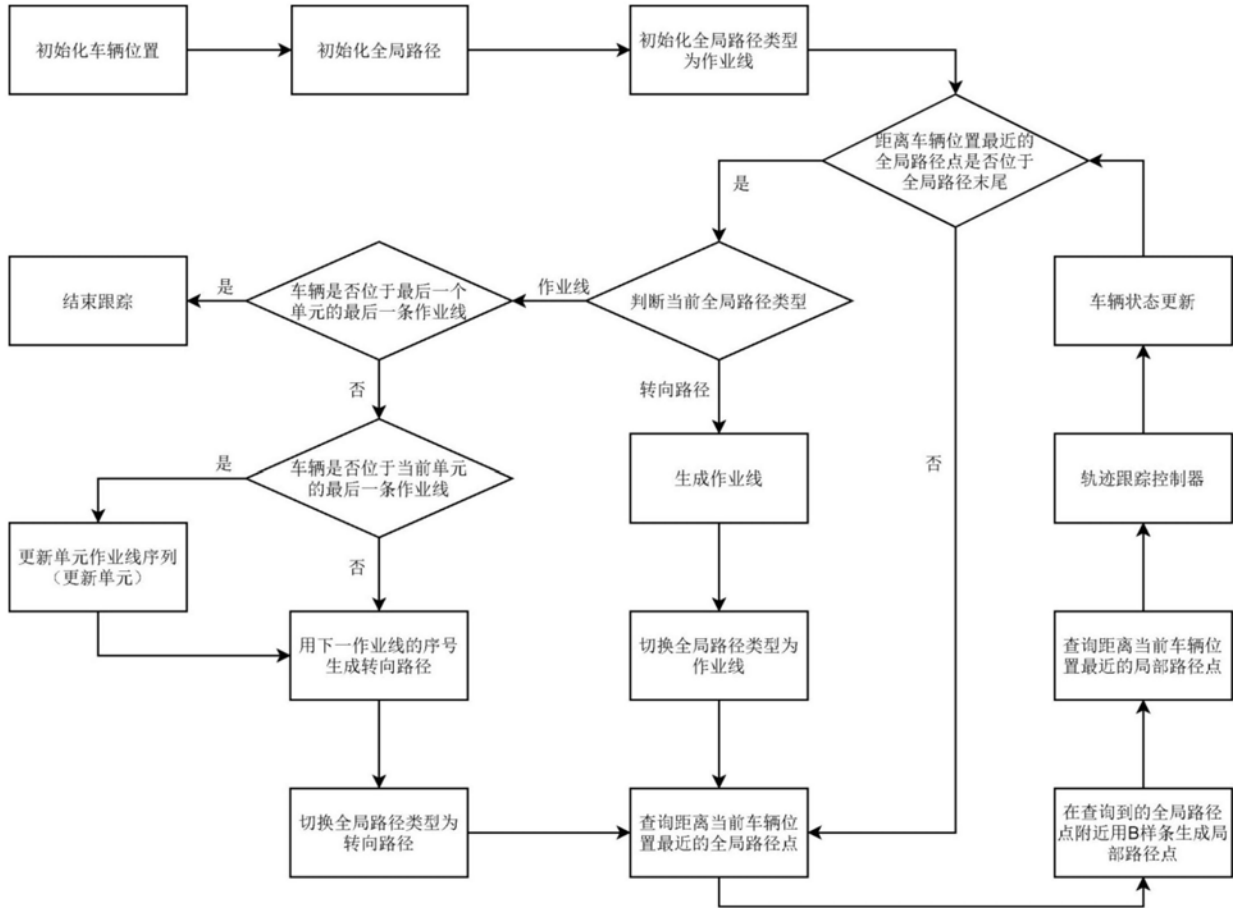 初始化车辆位置
初始化全局路径
初始化全局路径类型
为作业线
距离车辆位置最近的
全局路径点是否位于
全局路径末尾
是
结束跟踪
是
车辆是否位于最后一个
单元的最后一条作业线
作业线
判断当前全局路径类型
车辆状态更新
否
转向路径
车辆是否位于当前单元
的最后一条作业线
是
生成作业线
否
轨迹跟踪控制器
更新单元作业线序列
（更新单元）
否
用下一作业线的序号
生成转向路径
切换全局路径类型为
作业线
查询距离当前车辆位
置最近的局部路径点
切换全局路径类型为
转向路径
查询距离当前车辆位
置最近的全局路径点
在查询到的全局路径
点附近用B样条生成局
部路径点